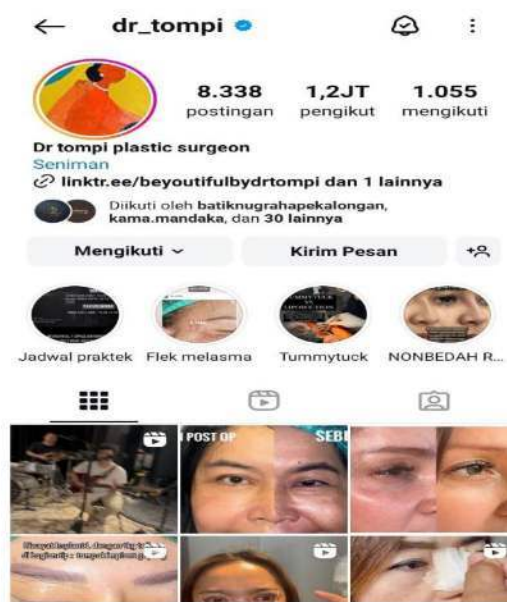 dr_tompi
8.338 1,2JT 1.055
postingan pengikut mengikuti
Dr tompi plastic surgeon
Seniman
linktr.ee/beyoutifulbydrtompi dan 1 lainnya
Diikuti oleh batiknugrahapekalongan,
kama.mandaka, dan 30 lainnya
Mengikuti
Kirim Pesan
Jadwal praktek Flek melasma Tummytuck NONBEDAH R...
POST OP SEB